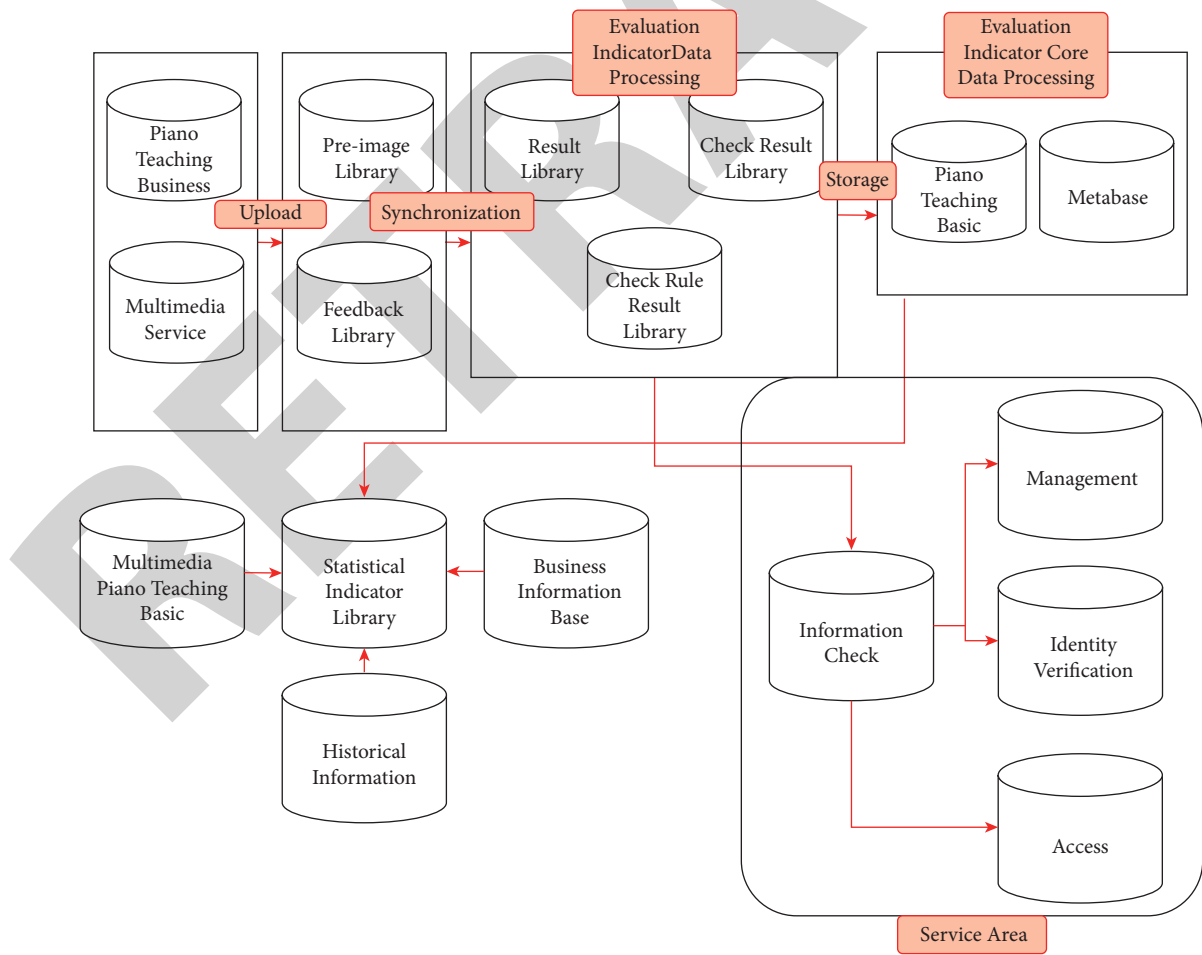 Evaluation
IndicatorData
Processing
Evaluation
Indicator Core
Data Processing
Piano
Teaching
Business
Pre-image
Library
Result
Library
Check Result
Library
Storage
Piano
Teaching
Basic
Metabase
Upload
Synchronization
Multimedia
Service
Feedback
Library
Check Rule
Result
Library
Management
Multimedia
Piano Teaching
Basic
Statistical
Indicator
Library
Business
Information
Base
Information
Check
Identity
Verification
Historical
Information
Access
Service Area
RETRA